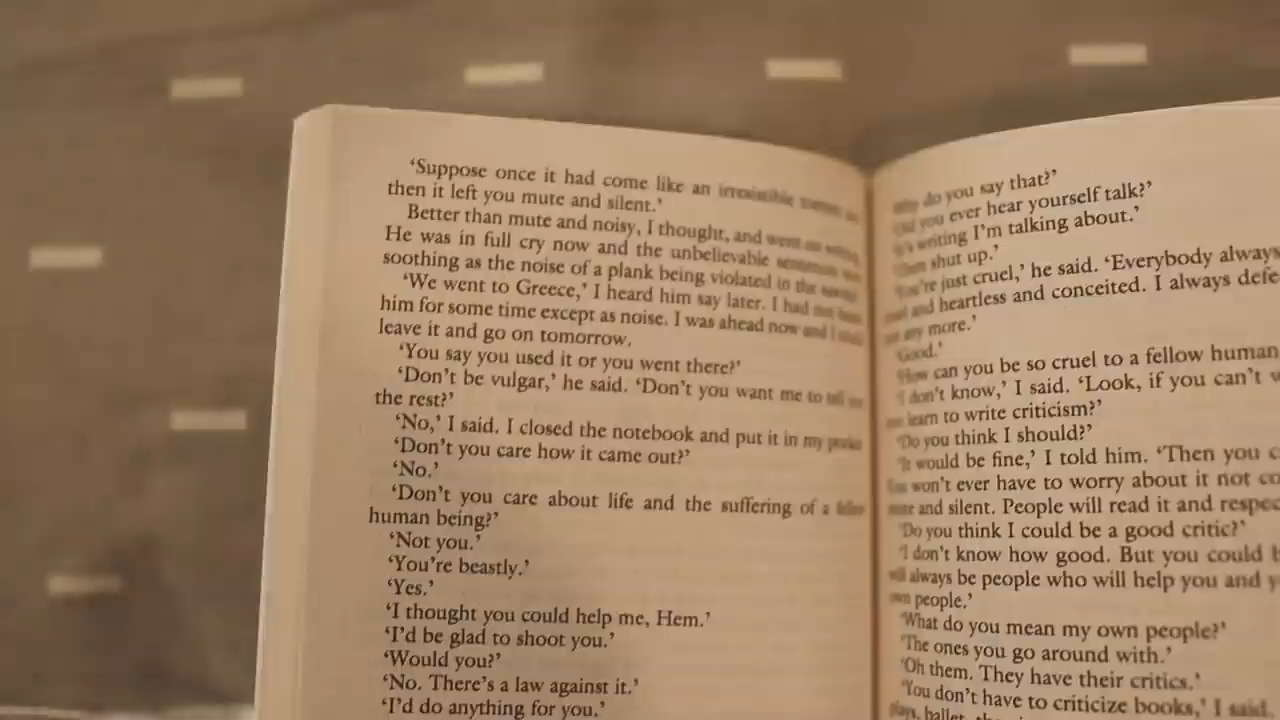 ‘Suppose once it had come like an irresistible
then it left you mute and silent.’
Better than mute and noisy, I thought, and went on
He was in full cry now and the unbelievable
soothing as the noise of a plank being violated in the
‘We went to Greece,’ I heard him say later. I had not
him for some time except as noise. I was ahead now and I
leave it and go on tomorrow.
‘You say you used it or you went there?’
‘Don’t be vulgar,’ he said. ‘Don’t you want me to tell
the rest?’
‘No,’ I said. I closed the notebook and put it in my
‘Don’t you care how it came out?’
‘No.’
‘Don’t you care about life and the suffering of a
human being?’
‘Not you.’
‘You’re beastly.’
‘Yes.’
‘I thought you could help me, Hem.’
‘I’d be glad to shoot you.’
‘Would you?’
‘No. There’s a law against it.’
‘I’d do anything for you.’
do you say that?’
you ever hear yourself talk?’
writing I’m talking about.’
shut up.’
just cruel,’ he said. ‘Everybody always
and heartless and conceited. I always defe
any more.’
‘Good.’
‘How can you be so cruel to a fellow human
‘I don’t know,’ I said. ‘Look, if you can’t w
learn to write criticism?’
‘Do you think I should?’
‘It would be fine,’ I told him. ‘Then you c
won’t ever have to worry about it not co
and silent. People will read it and respec
‘Do you think I could be a good critic?’
‘I don’t know how good. But you could b
will always be people who will help you and y
own people.’
‘What do you mean my own people?’
‘The ones you go around with.’
‘Oh them. They have their critics.’
‘You don’t have to criticize books,’ I said.
plays, ballet,